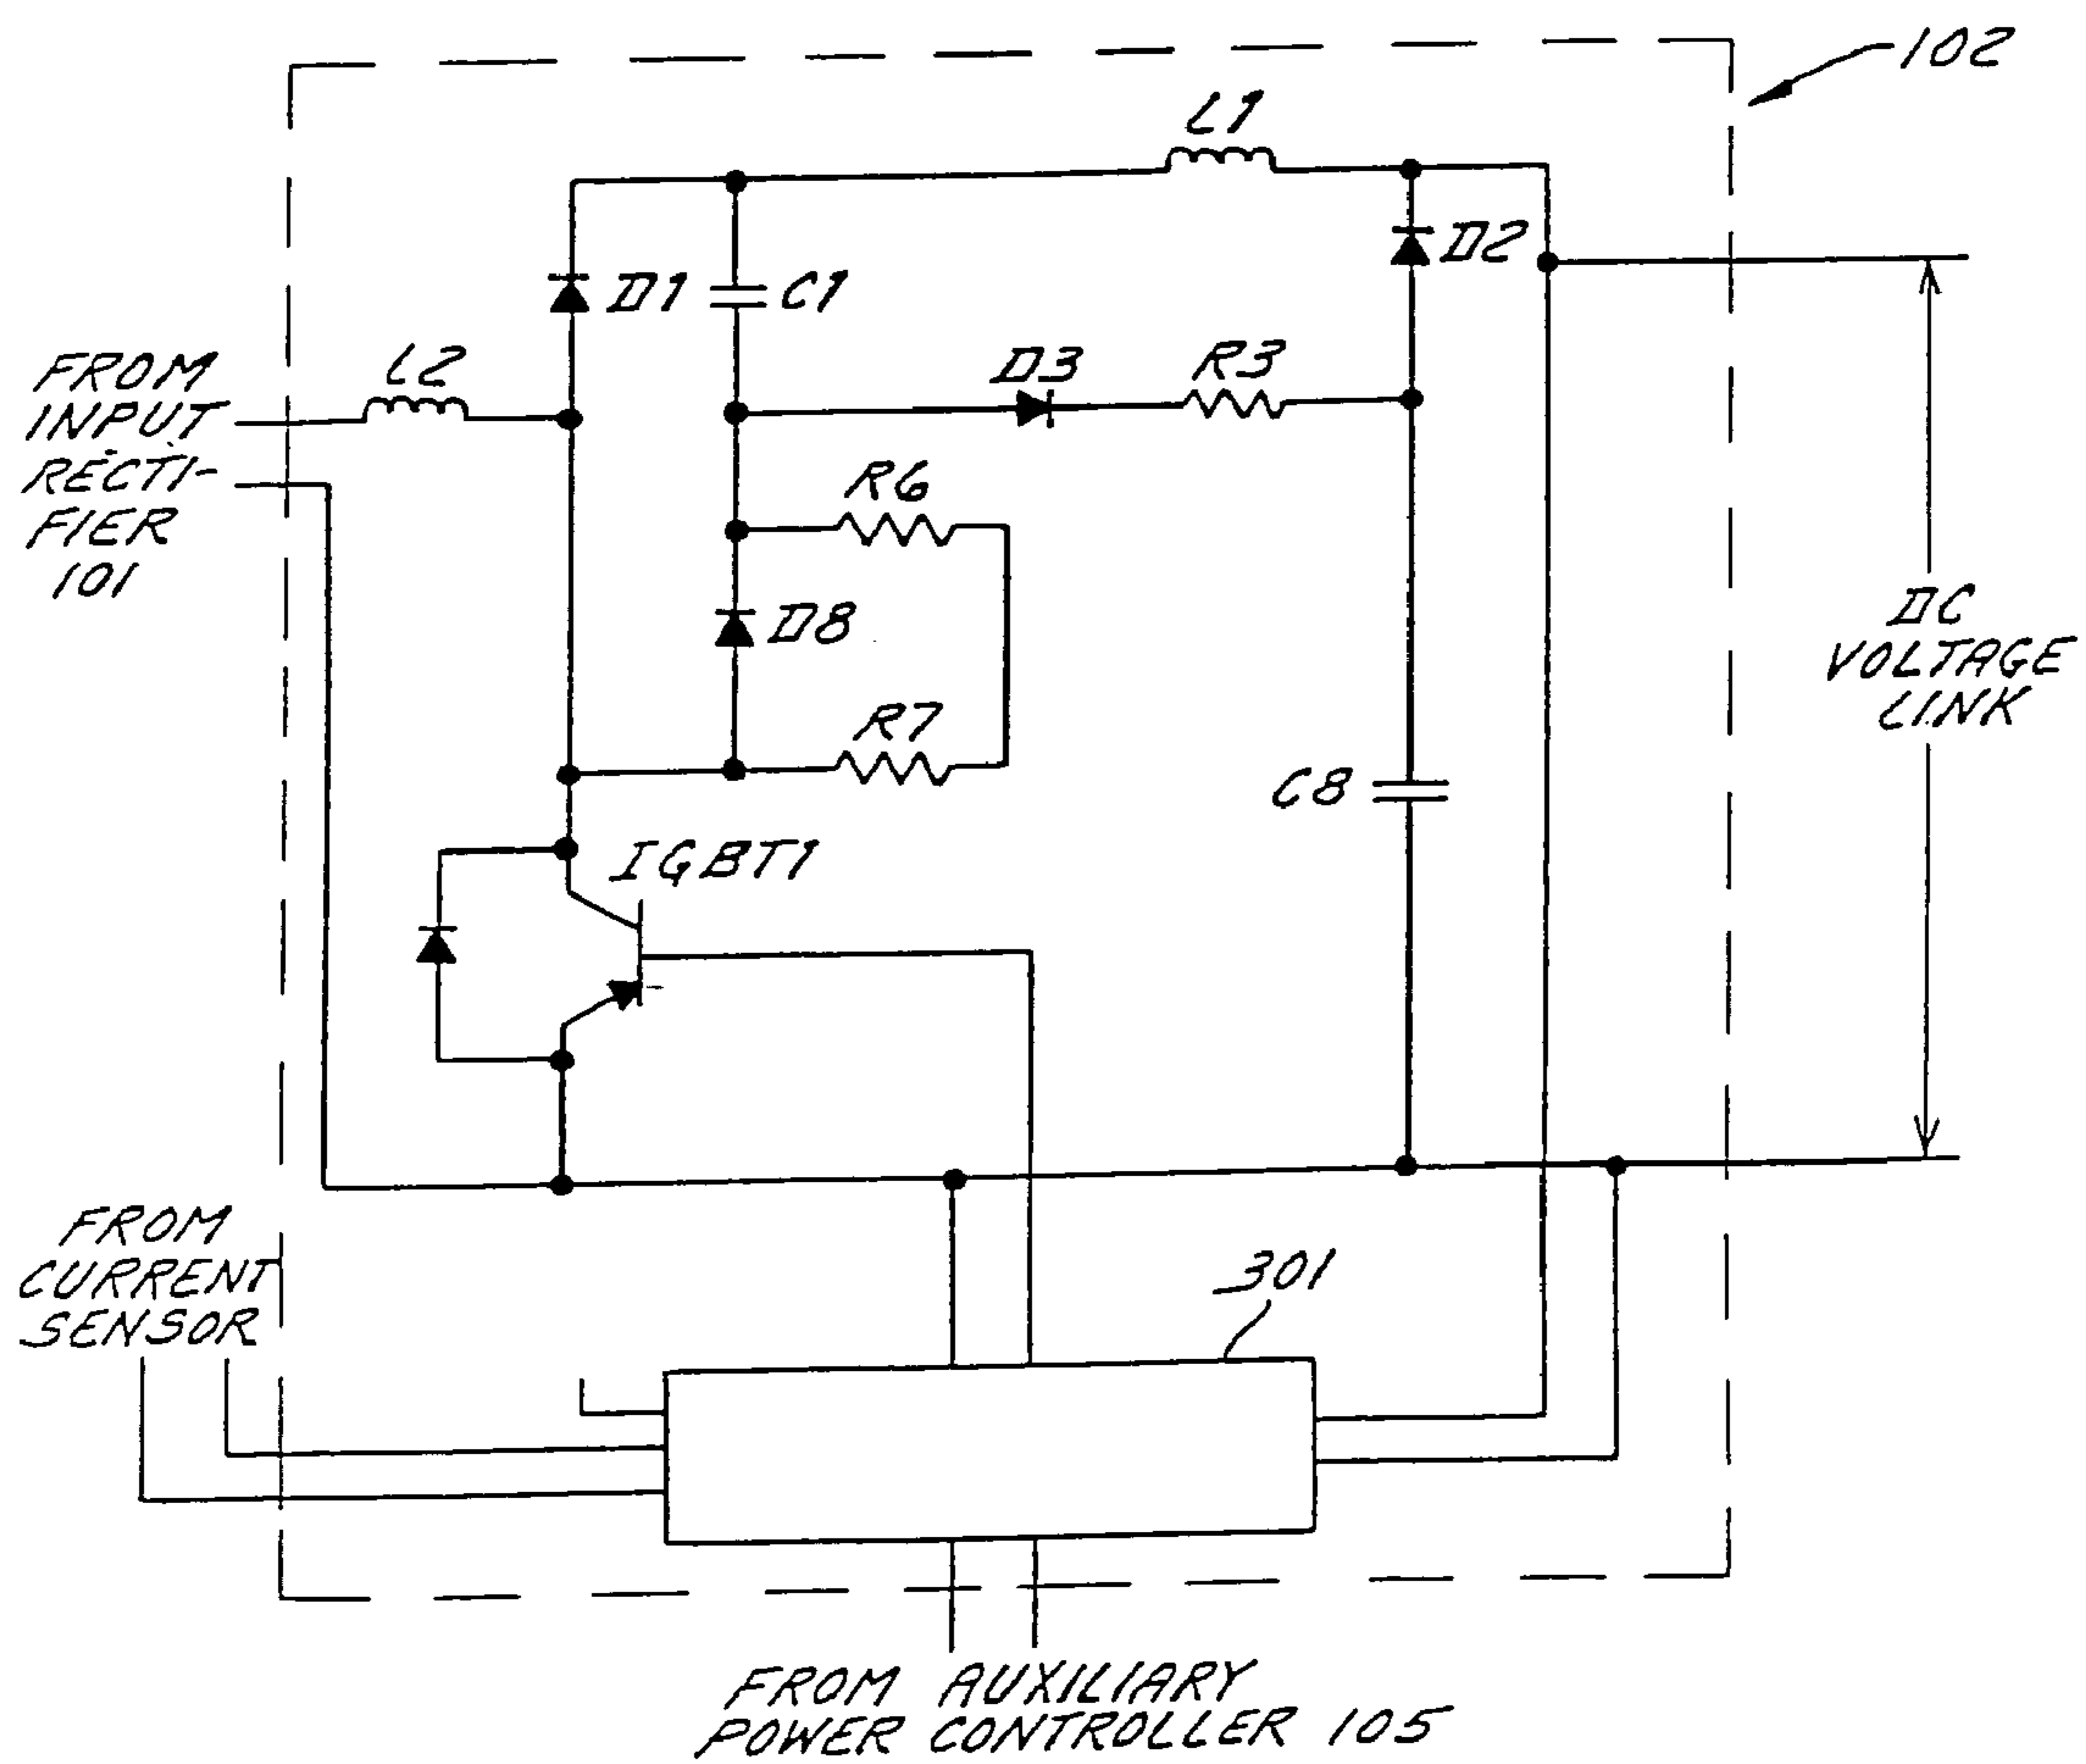 102
L1
D1
C1
D2
FROM
INPUT
RECTI-
FIER
101
L2
D3
R3
R6
D8
R7
DC
VOLTAGE
LINK
C8
IGBT1
FROM
CURRENT
SENSOR
301
FROM AUXILIARY
POWER CONTROLLER 105